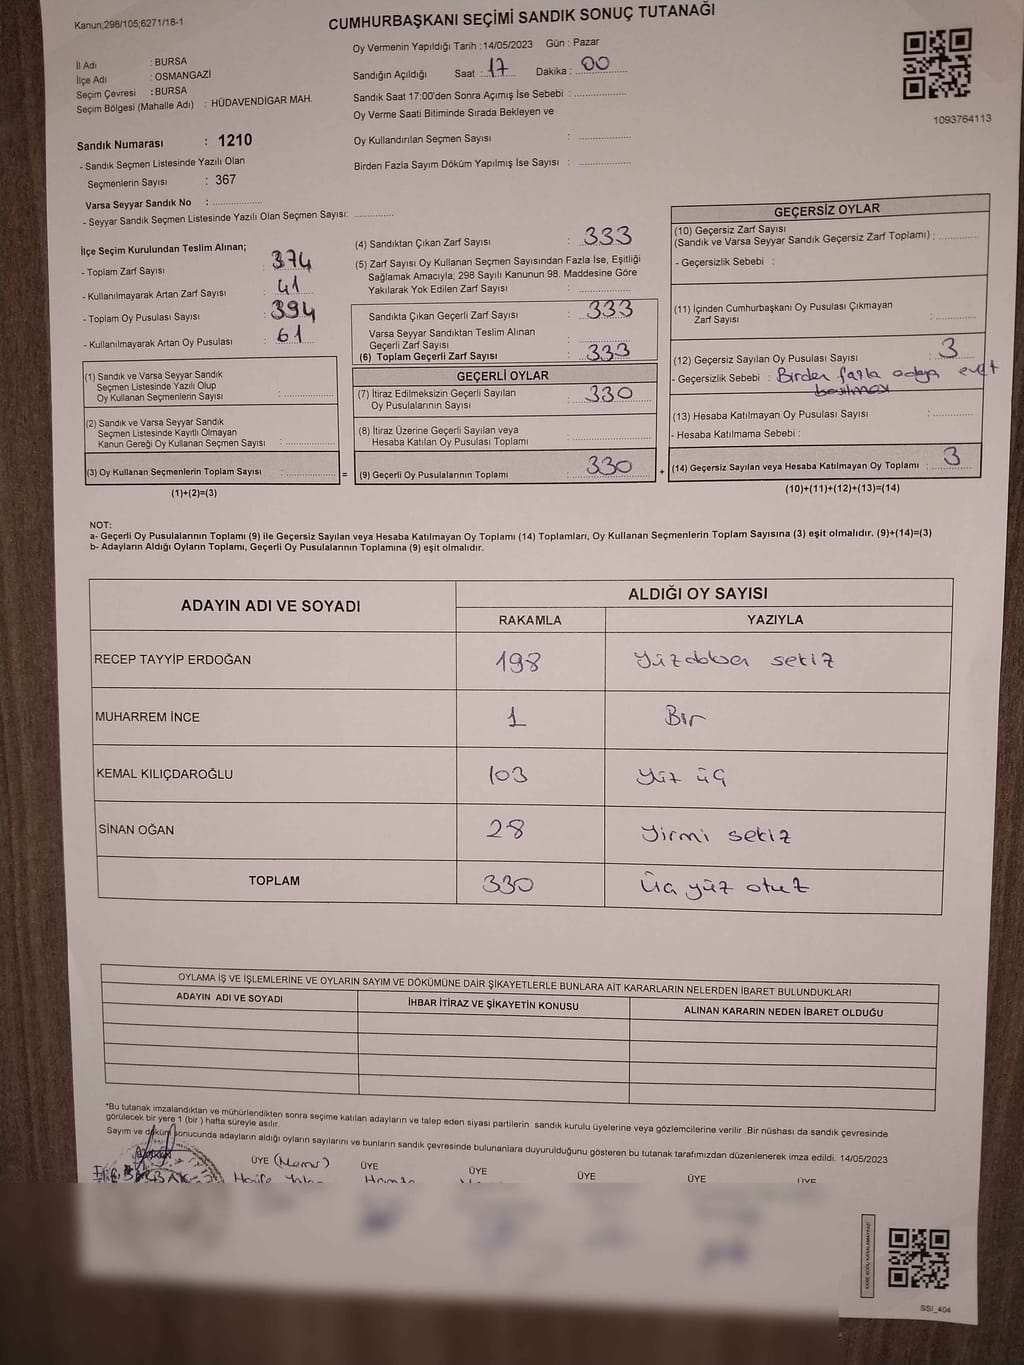 Kanun;298/105;6271/18-1
CUMHURBAŞKANI SEÇİMİ SANDIK SONUÇ TUTANAĞI
İl Adı : BURSA
İlçe Adı : OSMANGAZİ
Seçim Çevresi : BURSA
Seçim Bölgesi (Mahalle Adı) : HÜDAVENDİGAR MAH.
Oy Vermenin Yapıldığı Tarih :14/05/2023 Gün : Pazar
Sandığın Açıldığı Saat : 17 Dakika : 00
Sandık Saat 17:00'den Sonra Açımış İse Sebebi :
Oy Verme Saati Bitiminde Sırada Bekleyen ve
Oy Kullandırılan Seçmen Sayısı :
Birden Fazla Sayım Döküm Yapılmış İse Sayısı :
1093764113
Sandık Numarası : 1210
- Sandık Seçmen Listesinde Yazılı Olan
Seçmenlerin Sayısı : 367
Varsa Seyyar Sandık No :
- Seyyar Sandık Seçmen Listesinde Yazılı Olan Seçmen Sayısı:
İlçe Seçim Kurulundan Teslim Alınan;
- Toplam Zarf Sayısı : 374
- Kullanılmayarak Artan Zarf Sayısı : 41
- Toplam Oy Pusulası Sayısı : 394
- Kullanılmayarak Artan Oy Pusulası : 61
(1) Sandık ve Varsa Seyyar Sandık
Seçmen Listesinde Yazılı Olup
Oy Kullanan Seçmenlerin Sayısı :
(2) Sandık ve Varsa Seyyar Sandık
Seçmen Listesinde Kayıtlı Olmayan
Kanun Gereği Oy Kullanan Seçmen Sayısı :
(3) Oy Kullanan Seçmenlerin Toplam Sayısı : =
(1)+(2)=(3)
(4) Sandıktan Çıkan Zarf Sayısı : 333
(5) Zarf Sayısı Oy Kullanan Seçmen Sayısından Fazla İse, Eşitliği
Sağlamak Amacıyla; 298 Sayılı Kanunun 98. Maddesine Göre
Yakılarak Yok Edilen Zarf Sayısı :
Sandıkta Çıkan Geçerli Zarf Sayısı : 333
Varsa Seyyar Sandıktan Teslim Alınan
Geçerli Zarf Sayısı :
(6) Toplam Geçerli Zarf Sayısı : 333
GEÇERLİ OYLAR
(7) İtiraz Edilmeksizin Geçerli Sayılan
Oy Pusulalarının Sayısı : 330
(8) İtiraz Üzerine Geçerli Sayılan veya
Hesaba Katılan Oy Pusulası Toplamı :
(9) Geçerli Oy Pusulalarının Toplamı : 330 +
GEÇERSİZ OYLAR
(10) Geçersiz Zarf Sayısı
(Sandık ve Varsa Seyyar Sandık Geçersiz Zarf Toplamı) :
- Geçersizlik Sebebi :
(11) İçinden Cumhurbaşkanı Oy Pusulası Çıkmayan
Zarf Sayısı :
(12) Geçersiz Sayılan Oy Pusulası Sayısı : 3
- Geçersizlik Sebebi : Birden fazla adaya evet
basılması
(13) Hesaba Katılmayan Oy Pusulası Sayısı :
- Hesaba Katılmama Sebebi :
(14) Geçersiz Sayılan veya Hesaba Katılmayan Oy Toplamı : 3
(10)+(11)+(12)+(13)=(14)
NOT:
a- Geçerli Oy Pusulalarının Toplamı (9) ile Geçersiz Sayılan veya Hesaba Katılmayan Oy Toplamı (14) Toplamları, Oy Kullanan Seçmenlerin Toplam Sayısına (3) eşit olmalıdır. (9)+(14)=(3)
b- Adayların Aldığı Oyların Toplamı, Geçerli Oy Pusulalarının Toplamına (9) eşit olmalıdır.
ADAYIN ADI VE SOYADI ALDIĞI OY SAYISI
RAKAMLA YAZIYLA
RECEP TAYYİP ERDOĞAN 198 Yüzdoksan sekiz
MUHARREM İNCE 1 Bir
KEMAL KILIÇDAROĞLU 103 Yüz üç
SİNAN OĞAN 28 Yirmi sekiz
TOPLAM 330 Üç yüz otuz
OYLAMA İŞ VE İŞLEMLERİNE VE OYLARIN SAYIM VE DÖKÜMÜNE DAİR ŞİKAYETLERLE BUNLARA AİT KARARLARIN NELERDEN İBARET BULUNDUKLARI
ADAYIN ADI VE SOYADI İHBAR İTİRAZ VE ŞİKAYETİN KONUSU ALINAN KARARIN NEDEN İBARET OLDUĞU
*Bu tutanak imzalandıktan ve mühürlendikten sonra seçime katılan adayların ve talep eden siyasi partilerin sandık kurulu üyelerine veya gözlemcilerine verilir .Bir nüshası da sandık çevresinde
görülecek bir yere 1 (bir ) hafta süreyle asılır.
Sayım ve döküm sonucunda adayların aldığı oyların sayılarını ve bunların sandık çevresinde bulunanlara duyurulduğunu gösteren bu tutanak tarafımızdan düzenlenerek imza edildi. 14/05/2023
ÜYE (Memur) ÜYE ÜYE ÜYE ÜYE ÜYE
SSI_404